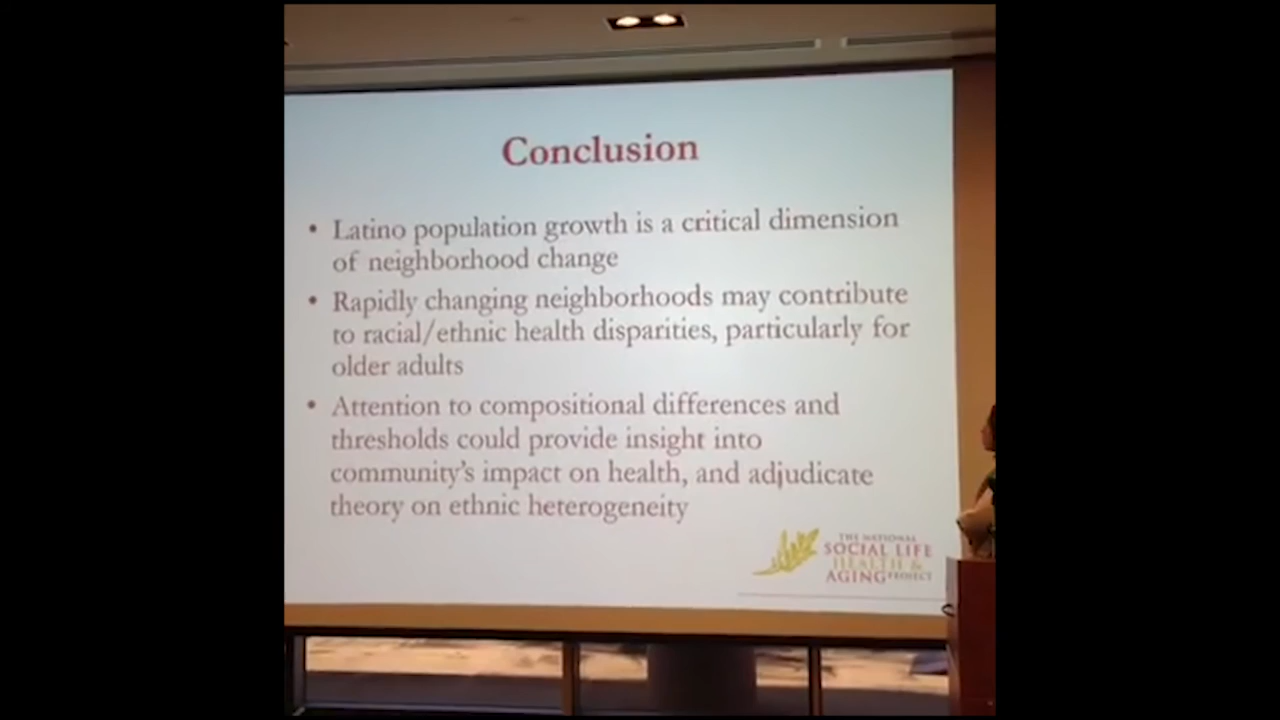 Conclusion
• Latino population growth is a critical dimension
of neighborhood change
• Rapidly changing neighborhoods may contribute
to racial/ethnic health disparities, particularly for
older adults
• Attention to compositional differences and
thresholds could provide insight into
community's impact on health, and adjudicate
theory on ethnic heterogeneity
THE NATIONAL
SOCIAL LIFE
HEALTH &
AGING PROJECT